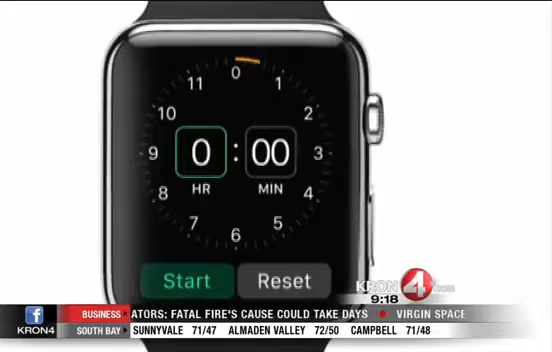 0
11 1
10 2
0 : 00
9 3
HR MIN
8 4
7 5
6
Start Reset
KRON 4 .com
9:18
BUSINESS ▸ ATORS: FATAL FIRE'S CAUSE COULD TAKE DAYS • VIRGIN SPACE
f
KRON4
SOUTH BAY ▸ SUNNYVALE 71/47 ALMADEN VALLEY 72/50 CAMPBELL 71/48